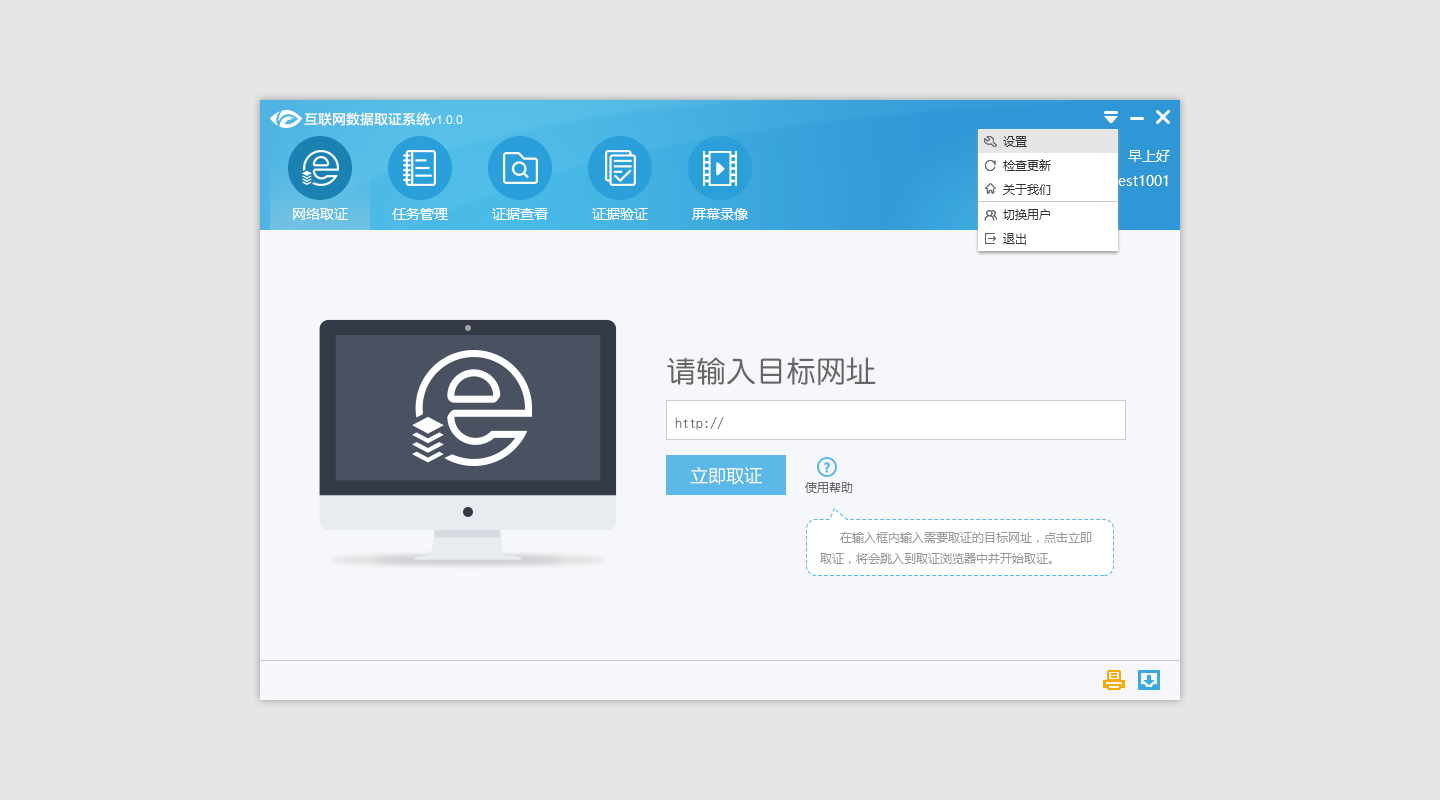 互联网数据取证系统v1.0.0
网络取证
任务管理
证据查看
证据验证
屏幕录像
早上好
est1001
设置
检查更新
关于我们
切换用户
退出
请输入目标网址
http://
立即取证
?
使用帮助
在输入框内输入需要取证的目标网址，点击立即
取证，将会跳入到取证浏览器中并开始取证。